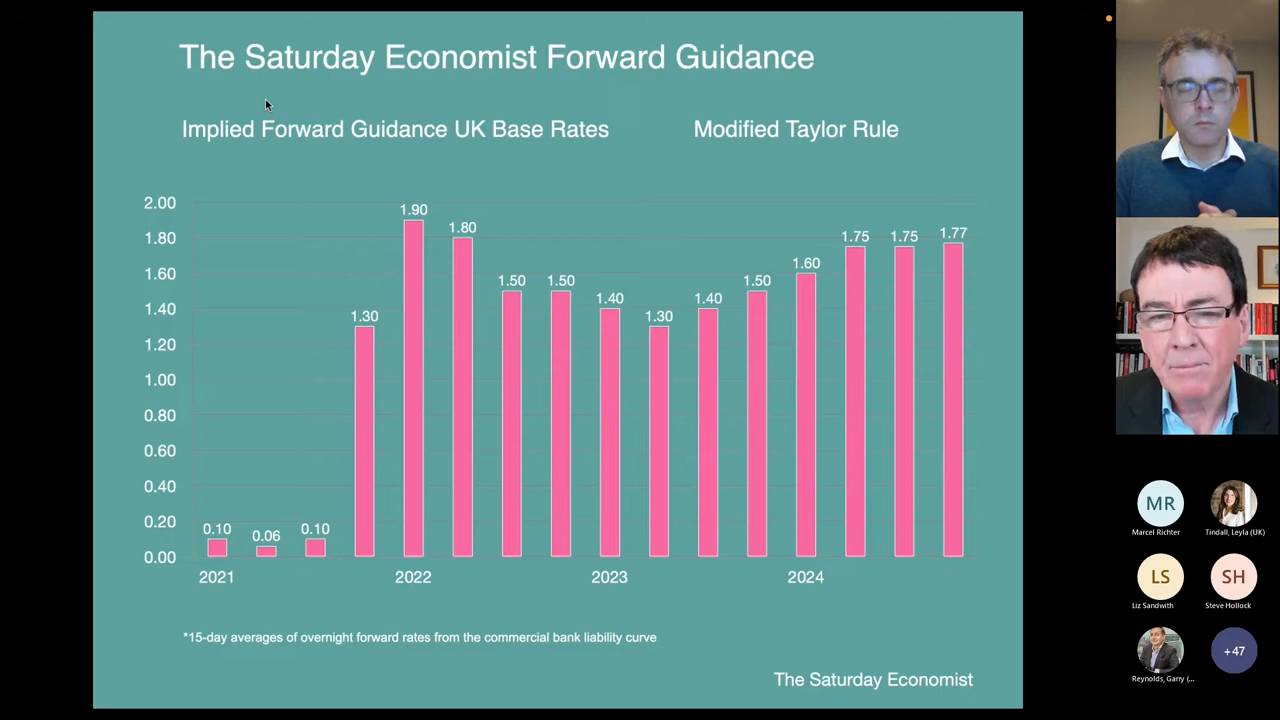 The Saturday Economist Forward Guidance
Implied Forward Guidance UK Base Rates
Modified Taylor Rule
2.00
1.80
1.60
1.40
1.20
1.00
0.80
0.60
0.40
0.20
0.00
0.10
0.06
0.10
1.30
1.90
1.80
1.50
1.50
1.40
1.30
1.40
1.50
1.60
1.75
1.75
1.77
2021
2022
2023
2024
*15-day averages of overnight forward rates from the commercial bank liability curve
The Saturday Economist
MR
Marcel Richter
Tindall, Leyla (UK)
LS
Liz Sandwith
SH
Steve Hollock
Reynolds, Garry (...
+47